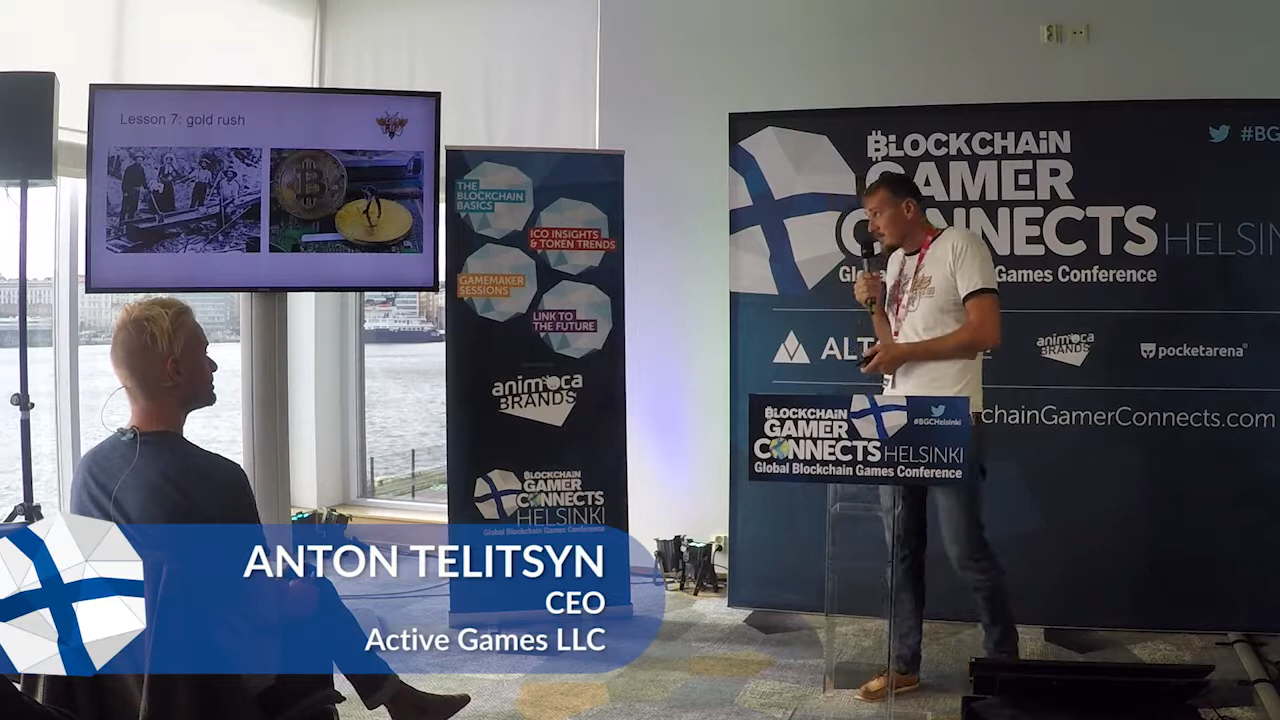 Lesson 7: gold rush
THE
BLOCKCHAIN
BASICS
ICO INSIGHTS
& TOKEN TRENDS
GAMEMAKER
SESSIONS
LINK TO
THE FUTURE
animoca
BRANDS
BLOCKCHAIN
GAMER
CONNECTS
HELSINKI
Global Blockchain Games Conference
#BG
BLOCKCHAIN
GAMER
CONNECTS HELSIN
Games Conference
animoca
BRANDS
pocketarena
chainGamerConnects.com
BLOCKCHAIN
GAMER
CONNECTS HELSINKI
#BGCHelsinki
Global Blockchain Games Conference
ANTON TELITSYN
CEO
Active Games LLC